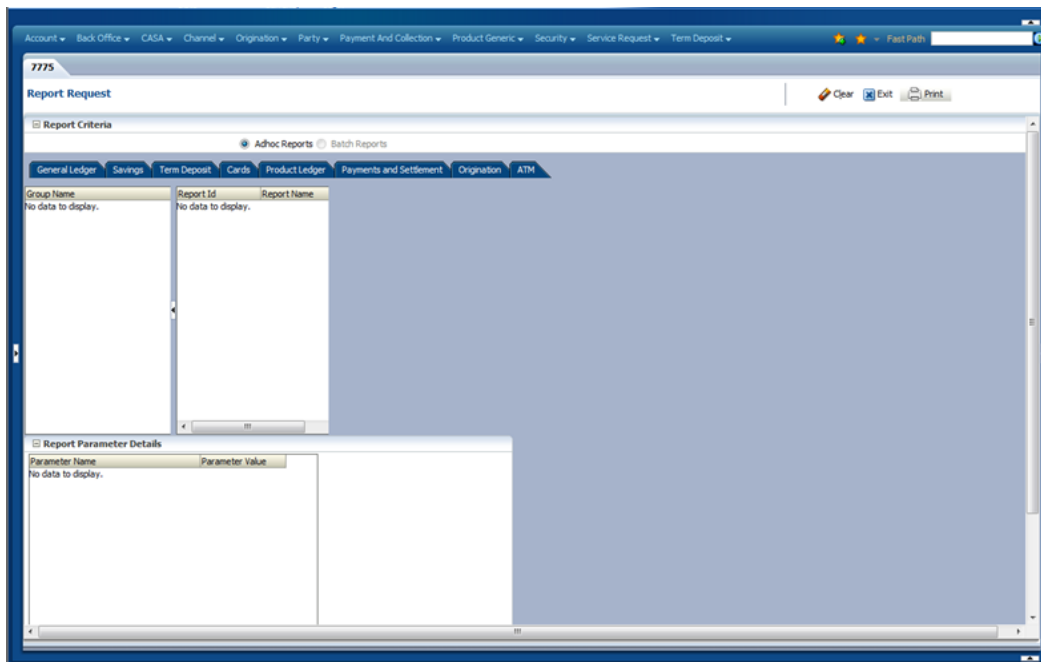 Account Back Office CASA Channel Origination Party Payment And Collection Product Generic Security Service Request Term Deposit Fast Path
7775
Report Request Clear Exit Print
Report Criteria
Adhoc Reports Batch Reports
General Ledger Savings Term Deposit Cards Product Ledger Payments and Settlement Origination ATM
Group Name Report Id Report Name
No data to display. No data to display.
Report Parameter Details
Parameter Name Parameter Value
No data to display.